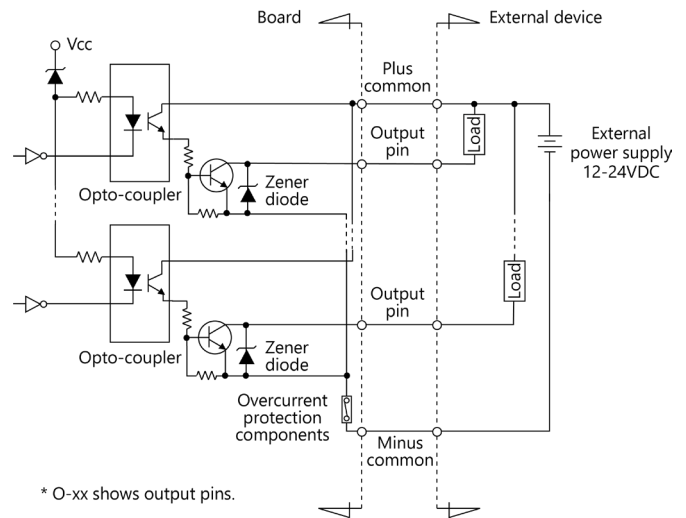 Board
External device
Vcc
Plus
common
Output
pin
Load
External
power supply
12-24VDC
Opto-coupler
Zener
diode
Load
Output
pin
Opto-coupler
Zener
diode
Overcurrent
protection
components
Minus
common
* O-xx shows output pins.